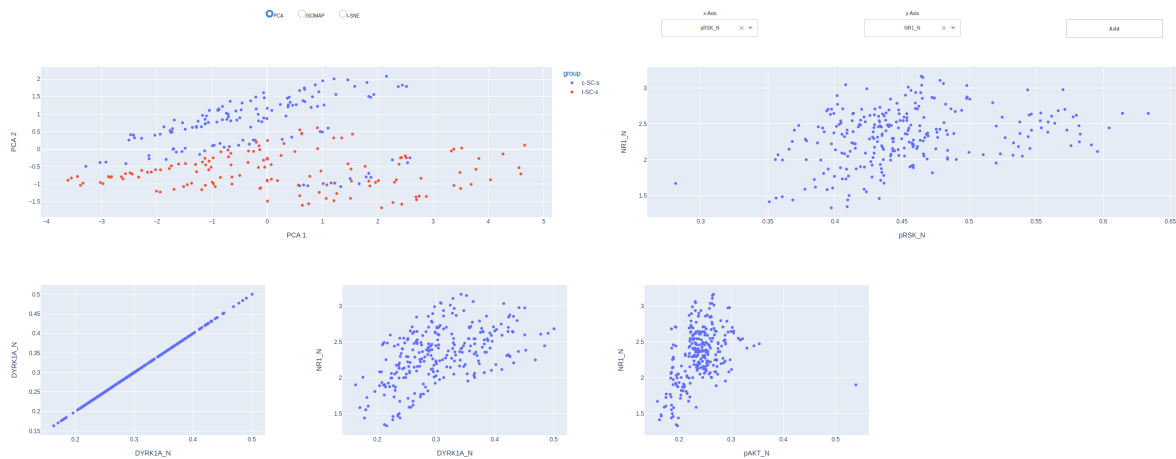 PCA ISOMAP t-SNE
x-Axis y-Axis
pRSK_N × NR1_N × Add
group
c-SC-s
t-SC-s
PCA 2
2
1.5
1
0.5
0
−0.5
−1
−1.5
−4 −3 −2 −1 0 1 2 3 4 5
PCA 1
NR1_N
3
2.5
2
1.5
0.3 0.35 0.4 0.45 0.5 0.55 0.6 0.65
pRSK_N
DYRK1A_N
0.5
0.45
0.4
0.35
0.3
0.25
0.2
0.15
0.2 0.3 0.4 0.5
DYRK1A_N
NR1_N
3
2.5
2
1.5
0.2 0.3 0.4 0.5
DYRK1A_N
NR1_N
3
2.5
2
1.5
0.2 0.3 0.4 0.5
pAKT_N